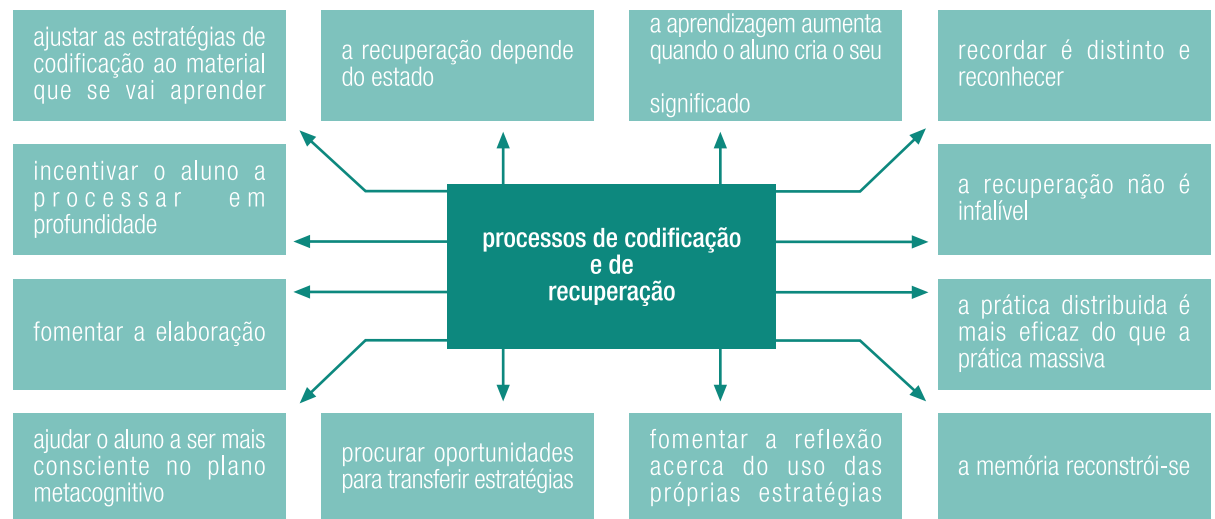 ajustar as estratégias de
codificação ao material
que se vai aprender
a recuperação depende
do estado
a aprendizagem aumenta
quando o aluno cria o seu
significado
recordar é distinto e
reconhecer
incentivar o aluno a
processar em
profundidade
processos de codificação
e de
recuperação
a recuperação não é
infalível
fomentar a elaboração
a prática distribuida é
mais eficaz do que a
prática massiva
ajudar o aluno a ser mais
consciente no plano
metacognitivo
procurar oportunidades
para transferir estratégias
fomentar a reflexão
acerca do uso das
próprias estratégias
a memória reconstrói-se